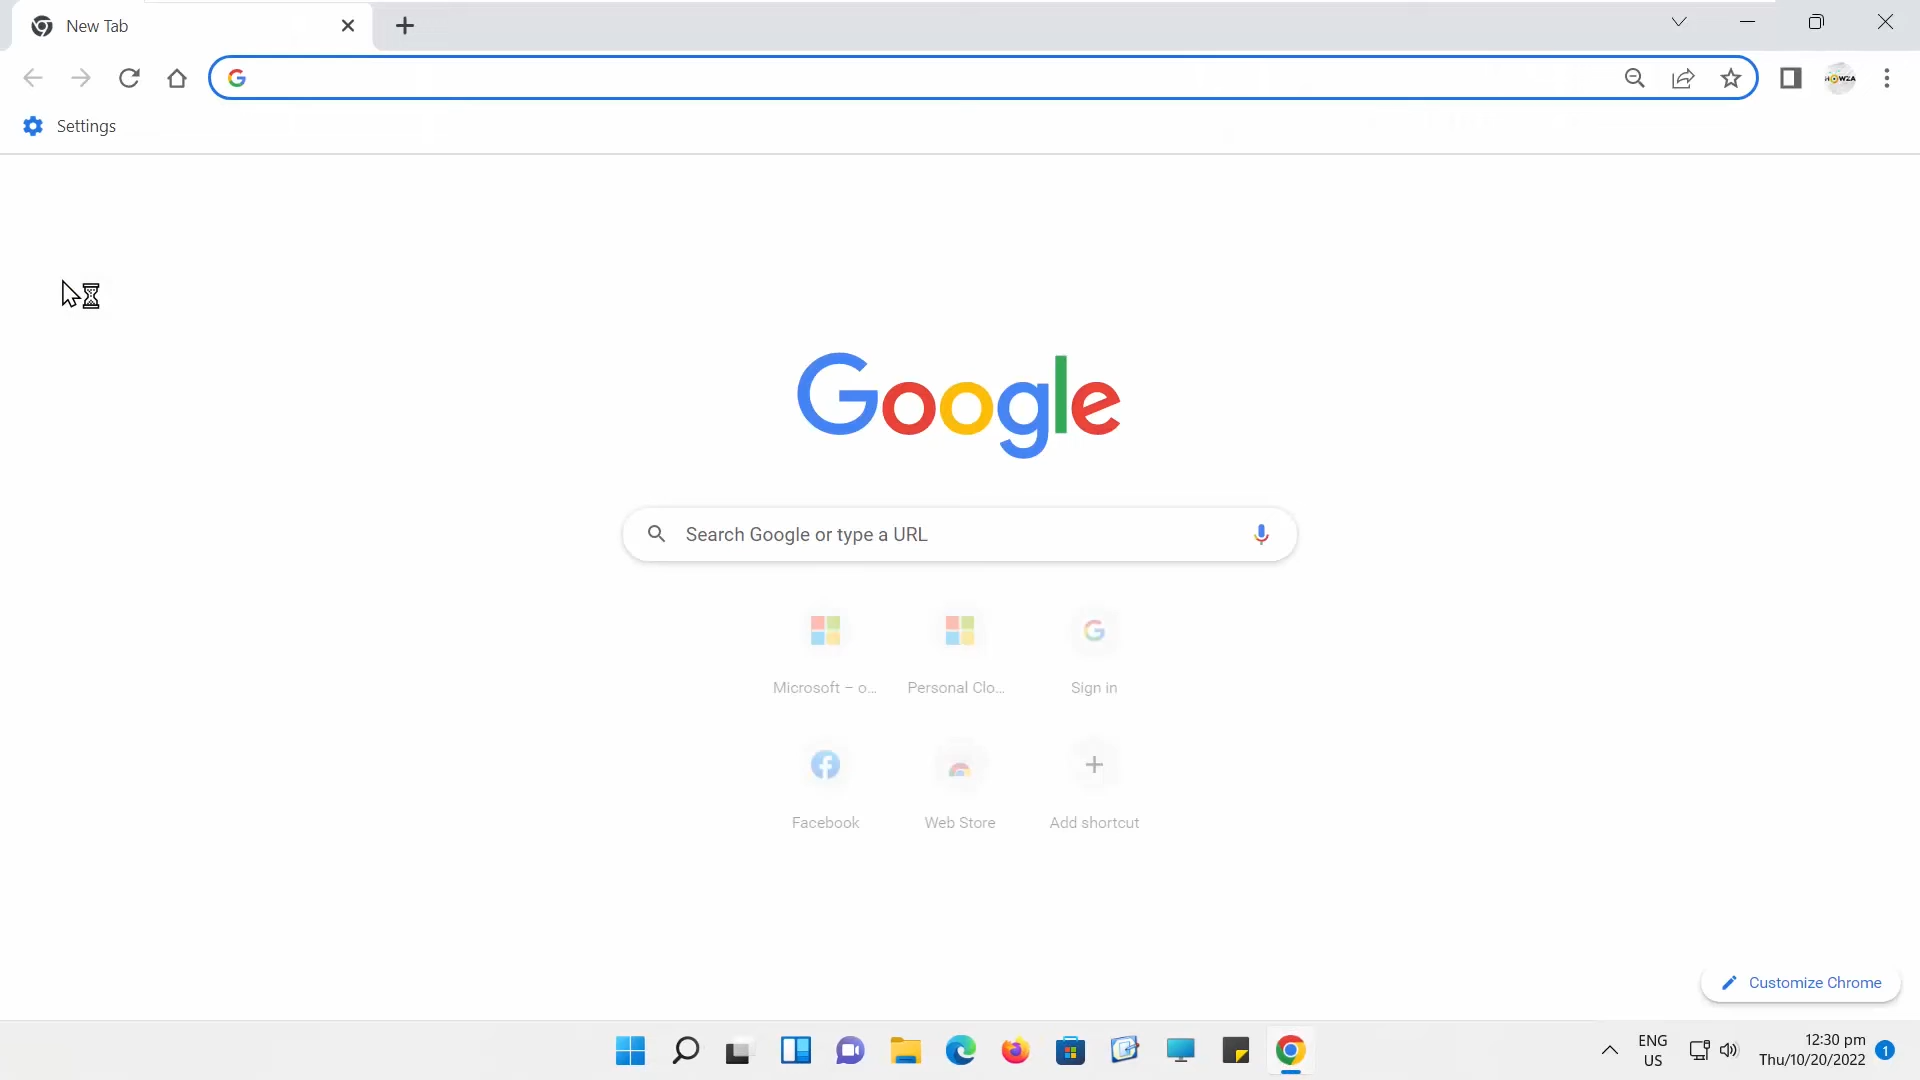 New Tab
HOWZA
Settings
Google
Search Google or type a URL
Microsoft – o...
Personal Clo...
Sign in
Facebook
Web Store
Add shortcut
Customize Chrome
ENG
US
12:30 pm
Thu/10/20/2022
1